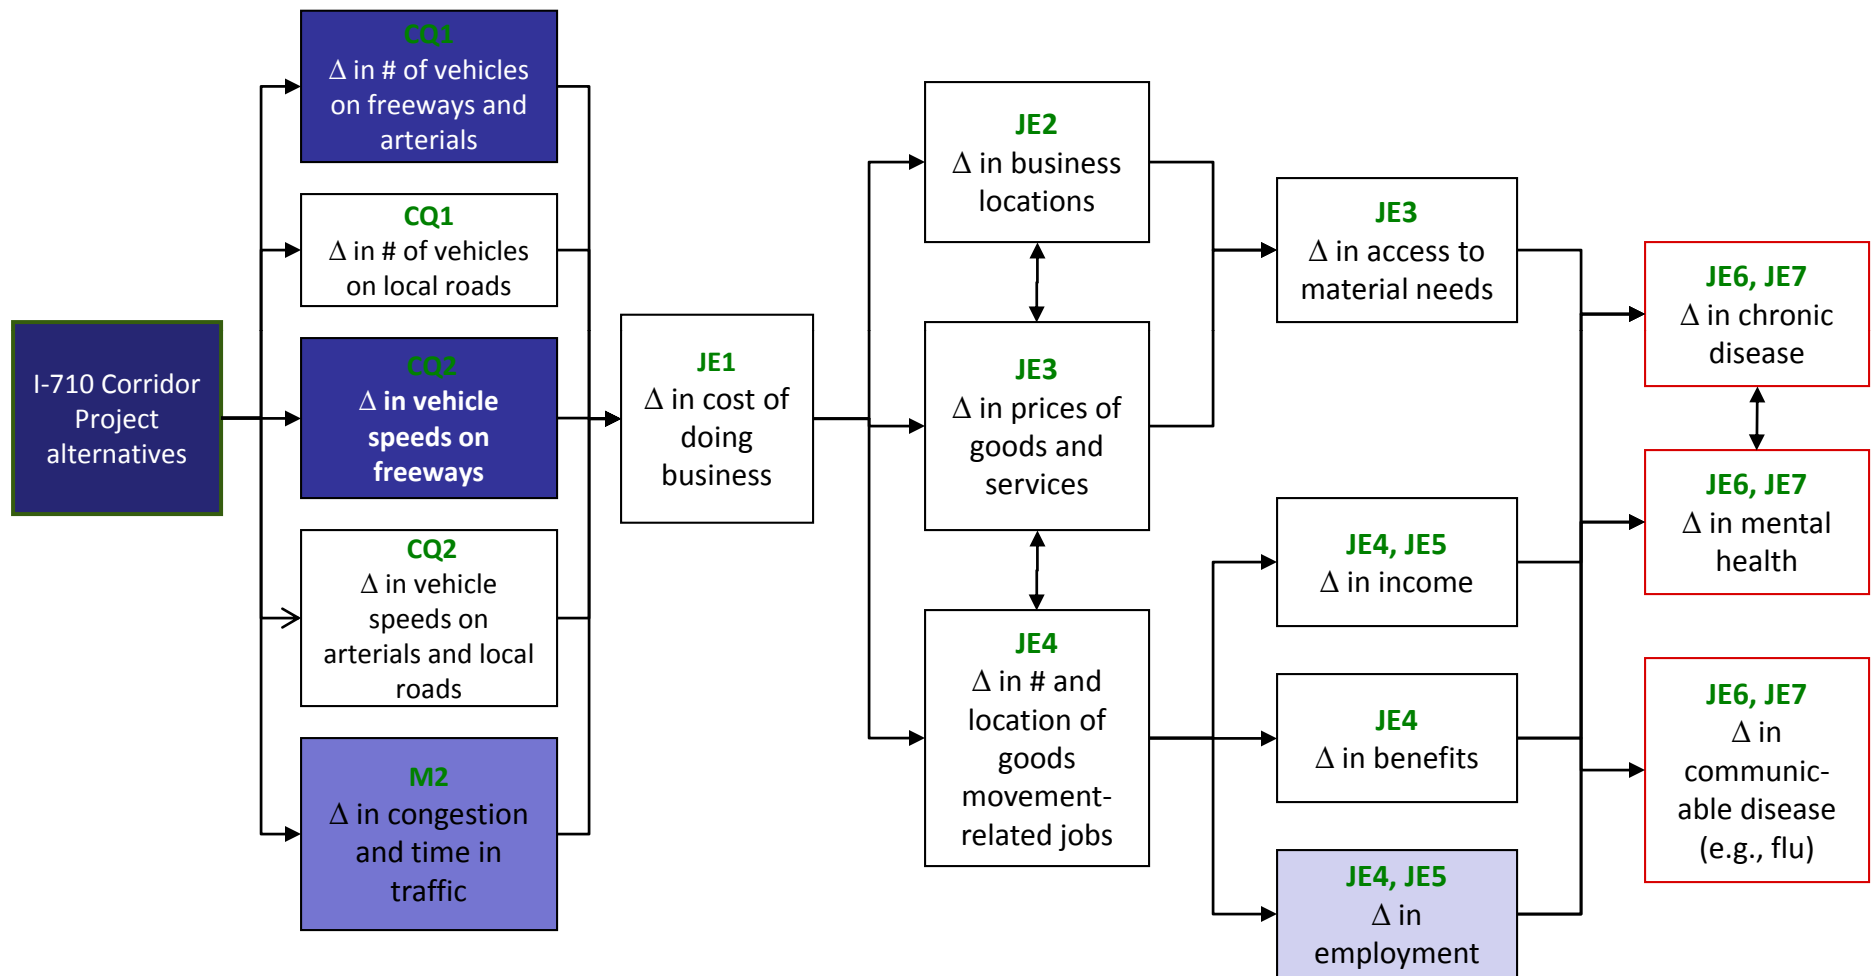 I-710 Corridor
Project
alternatives
CQ1
Δ in # of vehicles
on freeways and
arterials
CQ1
Δ in # of vehicles
on local roads
CQ2
Δ in vehicle
speeds on
freeways
CQ2
Δ in vehicle
speeds on
arterials and local
roads
M2
Δ in congestion
and time in
traffic
JE1
Δ in cost of
doing
business
JE2
Δ in business
locations
JE3
Δ in prices of
goods and
services
JE4
Δ in # and
location of
goods
movement-
related jobs
JE3
Δ in access to
material needs
JE4, JE5
Δ in income
JE4
Δ in benefits
JE4, JE5
Δ in
employment
JE6, JE7
Δ in chronic
disease
JE6, JE7
Δ in mental
health
JE6, JE7
Δ in
communic-
able disease
(e.g., flu)